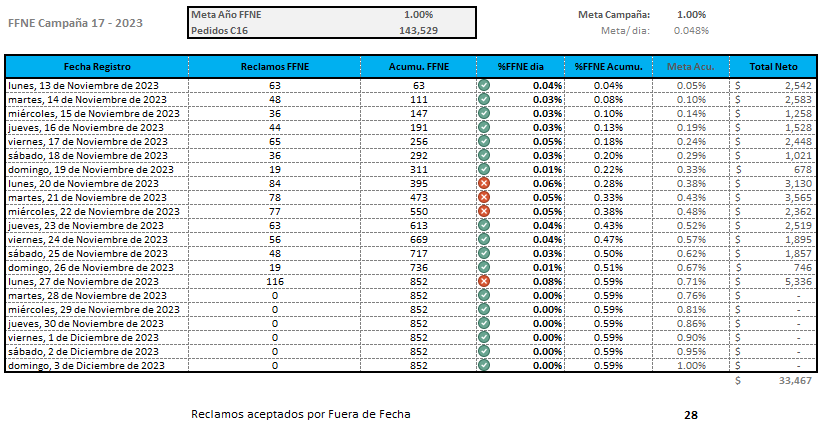 FFNE Campaña 17 - 2023
Meta Año FFNE 1.00% Meta Campaña: 1.00%
Pedidos C16 143,529 Meta/ dia: 0.048%
Fecha Registro Reclamos FFNE Acumu. FFNE %FFNE dia %FFNE Acumu. Meta Acu. Total Neto
lunes, 13 de Noviembre de 2023 63 63 0.04% 0.04% 0.05% $ 2,542
martes, 14 de Noviembre de 2023 48 111 0.03% 0.08% 0.10% $ 2,583
miércoles, 15 de Noviembre de 2023 36 147 0.03% 0.10% 0.14% $ 1,258
jueves, 16 de Noviembre de 2023 44 191 0.03% 0.13% 0.19% $ 1,528
viernes, 17 de Noviembre de 2023 65 256 0.05% 0.18% 0.24% $ 2,448
sábado, 18 de Noviembre de 2023 36 292 0.03% 0.20% 0.29% $ 1,021
domingo, 19 de Noviembre de 2023 19 311 0.01% 0.22% 0.33% $ 678
lunes, 20 de Noviembre de 2023 84 395 0.06% 0.28% 0.38% $ 3,130
martes, 21 de Noviembre de 2023 78 473 0.05% 0.33% 0.43% $ 3,565
miércoles, 22 de Noviembre de 2023 77 550 0.05% 0.38% 0.48% $ 2,362
jueves, 23 de Noviembre de 2023 63 613 0.04% 0.43% 0.52% $ 2,519
viernes, 24 de Noviembre de 2023 56 669 0.04% 0.47% 0.57% $ 1,895
sábado, 25 de Noviembre de 2023 48 717 0.03% 0.50% 0.62% $ 1,857
domingo, 26 de Noviembre de 2023 19 736 0.01% 0.51% 0.67% $ 746
lunes, 27 de Noviembre de 2023 116 852 0.08% 0.59% 0.71% $ 5,336
martes, 28 de Noviembre de 2023 0 852 0.00% 0.59% 0.76% $ -
miércoles, 29 de Noviembre de 2023 0 852 0.00% 0.59% 0.81% $ -
jueves, 30 de Noviembre de 2023 0 852 0.00% 0.59% 0.86% $ -
viernes, 1 de Diciembre de 2023 0 852 0.00% 0.59% 0.90% $ -
sábado, 2 de Diciembre de 2023 0 852 0.00% 0.59% 0.95% $ -
domingo, 3 de Diciembre de 2023 0 852 0.00% 0.59% 1.00% $ -
$ 33,467
Reclamos aceptados por Fuera de Fecha 28